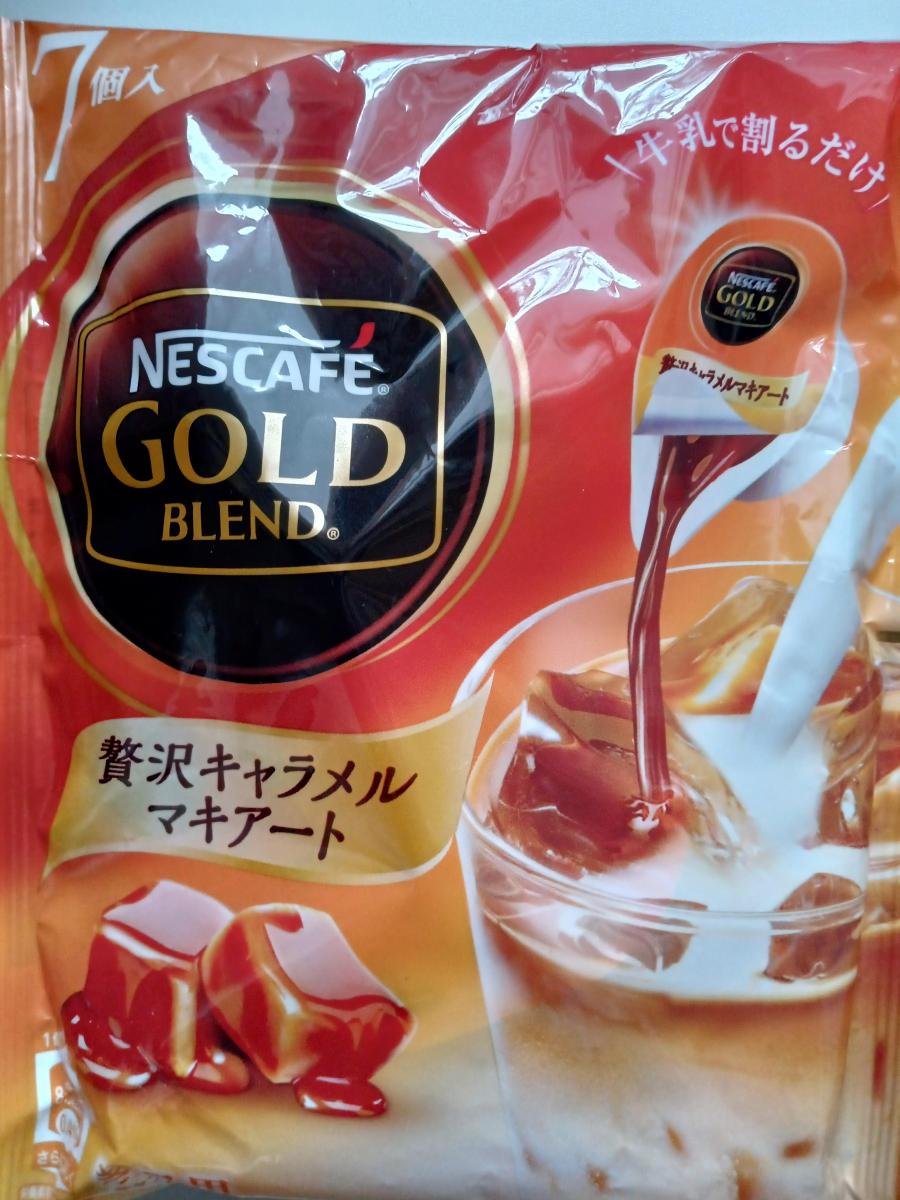 7個入
牛乳で割るだけ
NESCAFÉ®
GOLD
BLEND®
NESCAFÉ
GOLD
BLEND
贅沢キャラメルマキアート
贅沢キャラメル
マキアート